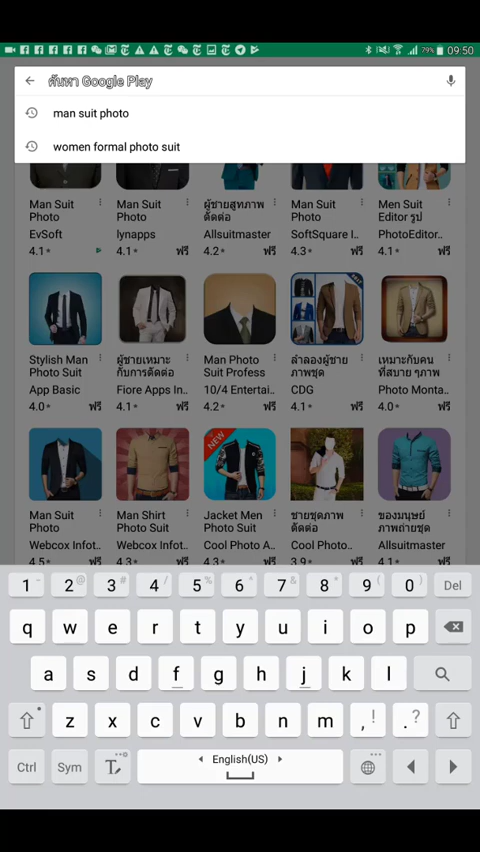 79% 09:50
ค้นหา Google Play
man suit photo
women formal photo suit
Man Suit Photo
EvSoft
4.1★
Man Suit Photo
lynapps
4.1★ ฟรี
ผู้ชายสูทภาพ ตัดต่อ
Allsuitmaster
4.2★ ฟรี
Man Suit Photo
SoftSquare I..
4.3★ ฟรี
Men Suit Editor รูป
PhotoEditor..
4.1★ ฟรี
Stylish Man Photo Suit
App Basic
4.0★ ฟรี
ผู้ชายเหมาะ กับการตัดต่อ
Fiore Apps In..
4.1★ ฟรี
Man Photo Suit Profess
10/4 Entertai..
4.2★ ฟรี
ลำลองผู้ชาย ภาพชุด
CDG
4.1★ ฟรี
เหมาะกับคน ที่สบาย ๆภาพ
Photo Monta..
4.0★ ฟรี
NEW
Man Suit Photo
Webcox Infot..
4.5★ ฟรี
Man Shirt Photo Suit
Webcox Infot..
4.3★ ฟรี
Jacket Men Photo Suit
Cool Photo A..
4.3★ ฟรี
ชายชุดภาพ ตัดต่อ
Cool Photo..
3.9★ ฟรี
ของมนุษย์ ภาพถ่ายชุด
Allsuitmaster
4.1★ ฟรี
1 - 2 @ 3 # 4 / 5 % 6 ^ 7 & 8 * 9 ( 0 ) Del
q w e r t y u i o p
a s d f g h j k l
z x c v b n m , ! . ?
Ctrl Sym T English(US)